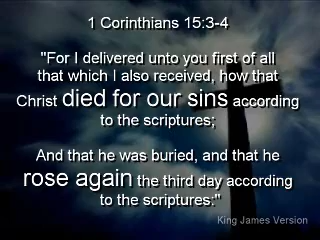 1 Corinthians 15:3-4
"For I delivered unto you first of all
that which I also received, how that
Christ died for our sins according
to the scriptures;
And that he was buried, and that he
rose again the third day according
to the scriptures:"
King James Version